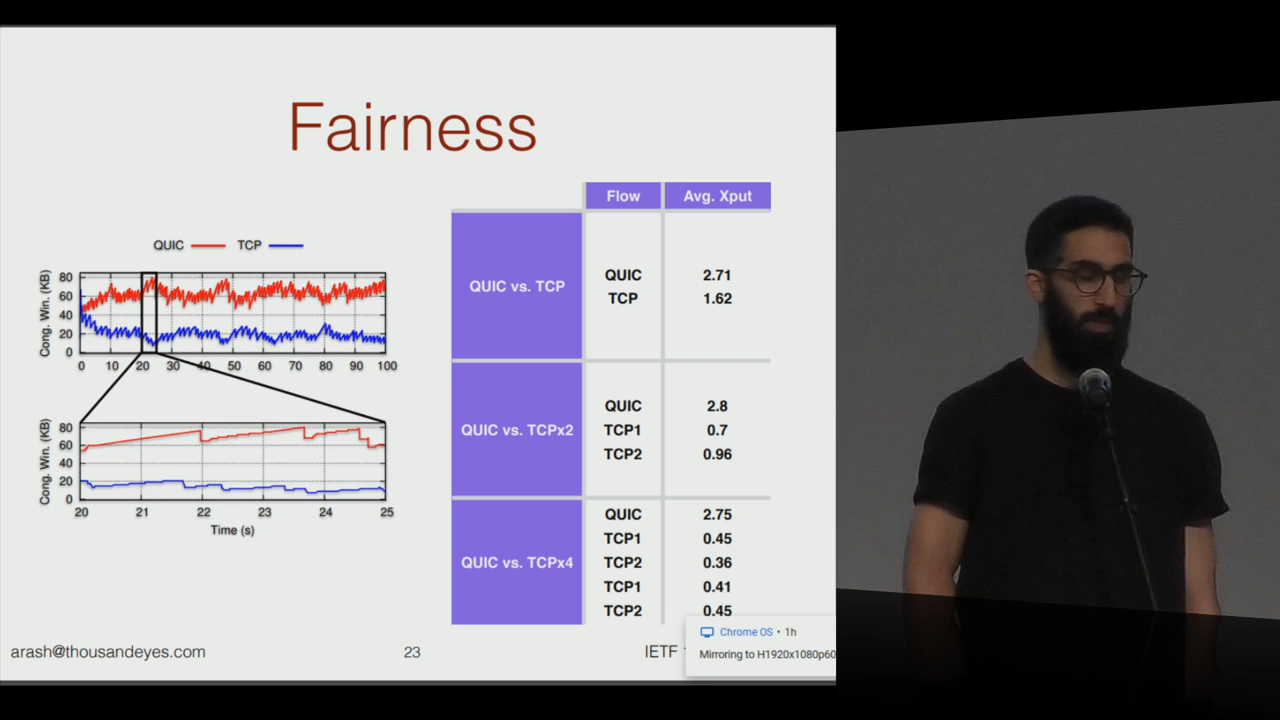 Fairness
QUIC TCP
Cong. Win. (KB)
80
60
40
20
0
0 10 20 30 40 50 60 70 80 90 100
Cong. Win. (KB)
80
60
40
20
0
20 21 22 23 24 25
Time (s)
Flow Avg. Xput
QUIC vs. TCP
QUIC 2.71
TCP 1.62
QUIC vs. TCPx2
QUIC 2.8
TCP1 0.7
TCP2 0.96
QUIC vs. TCPx4
QUIC 2.75
TCP1 0.45
TCP2 0.36
TCP1 0.41
TCP2 0.45
Chrome OS • 1h
Mirroring to H1920x1080p60
arash@thousandeyes.com 23 IETF